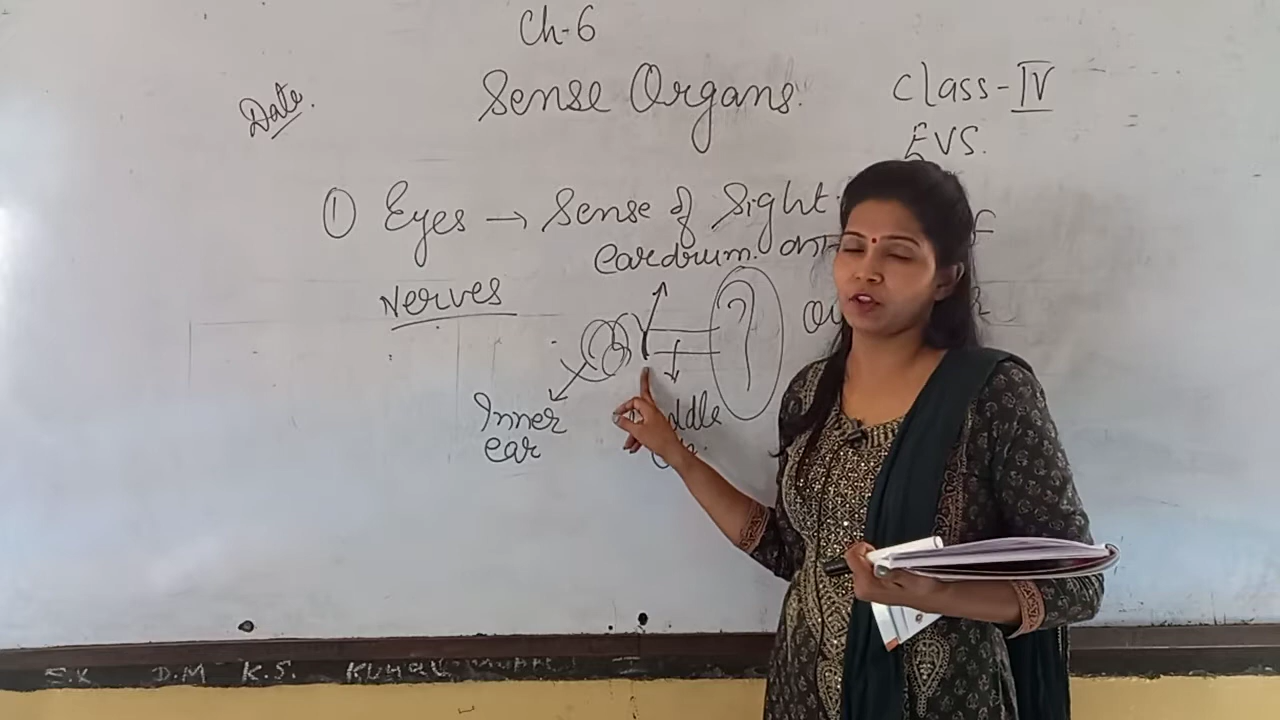 Ch-6
Sense Organs.
Date.
Class-IV
EVS.
① Eyes → Sense of Sight
eardrum.
Nerves
Inner
ear
E.K D.M K.S.